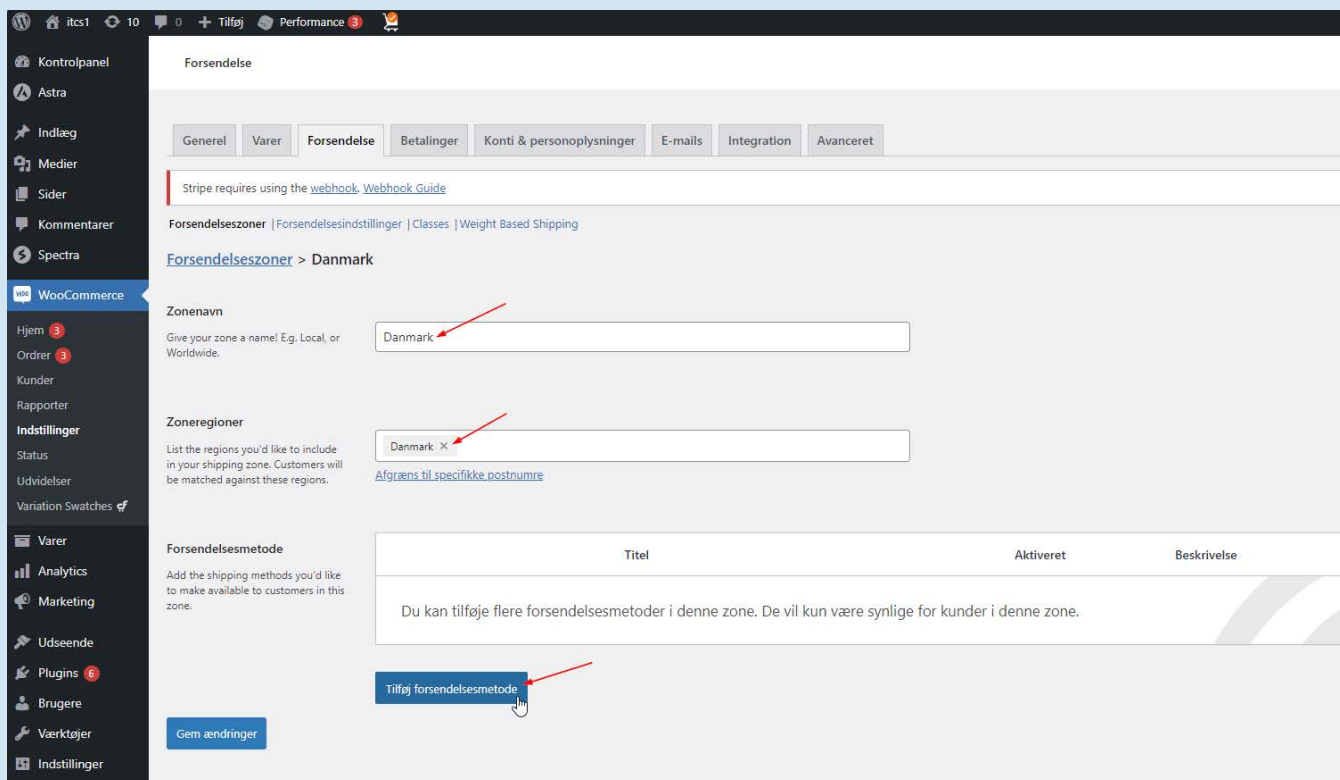 itcs1 10 0 + Tilføj Performance 3
Kontrolpanel
Astra
Indlæg
Medier
Sider
Kommentarer
Spectra
WooCommerce
Hjem 3
Ordrer 3
Kunder
Rapporter
Indstillinger
Status
Udvidelser
Variation Swatches cf
Varer
Analytics
Marketing
Udseende
Plugins 6
Brugere
Værktøjer
Indstillinger
Forsendelse
Generel Varer Forsendelse Betalinger Konti & personoplysninger E-mails Integration Avanceret
Stripe requires using the webhook. Webhook Guide
Forsendelseszoner | Forsendelsesindstillinger | Classes | Weight Based Shipping
Forsendelseszoner > Danmark
Zonenavn
Give your zone a name! E.g. Local, or
Worldwide.
Danmark
Zoneregioner
List the regions you'd like to include
in your shipping zone. Customers will
be matched against these regions.
Danmark ×
Afgræns til specifikke postnumre
Forsendelsesmetode
Add the shipping methods you'd like
to make available to customers in this
zone.
Titel Aktiveret Beskrivelse
Du kan tilføje flere forsendelsesmetoder i denne zone. De vil kun være synlige for kunder i denne zone.
Tilføj forsendelsesmetode
Gem ændringer